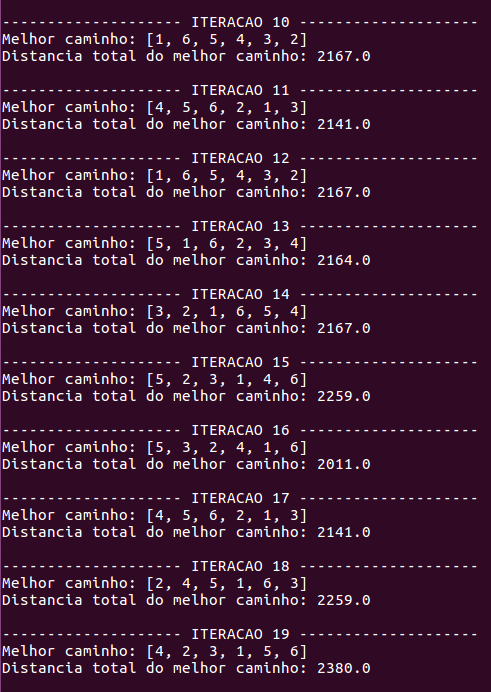 -------------------- ITERACAO 10 --------------------
Melhor caminho: [1, 6, 5, 4, 3, 2]
Distancia total do melhor caminho: 2167.0
-------------------- ITERACAO 11 --------------------
Melhor caminho: [4, 5, 6, 2, 1, 3]
Distancia total do melhor caminho: 2141.0
-------------------- ITERACAO 12 --------------------
Melhor caminho: [1, 6, 5, 4, 3, 2]
Distancia total do melhor caminho: 2167.0
-------------------- ITERACAO 13 --------------------
Melhor caminho: [5, 1, 6, 2, 3, 4]
Distancia total do melhor caminho: 2164.0
-------------------- ITERACAO 14 --------------------
Melhor caminho: [3, 2, 1, 6, 5, 4]
Distancia total do melhor caminho: 2167.0
-------------------- ITERACAO 15 --------------------
Melhor caminho: [5, 2, 3, 1, 4, 6]
Distancia total do melhor caminho: 2259.0
-------------------- ITERACAO 16 --------------------
Melhor caminho: [5, 3, 2, 4, 1, 6]
Distancia total do melhor caminho: 2011.0
-------------------- ITERACAO 17 --------------------
Melhor caminho: [4, 5, 6, 2, 1, 3]
Distancia total do melhor caminho: 2141.0
-------------------- ITERACAO 18 --------------------
Melhor caminho: [2, 4, 5, 1, 6, 3]
Distancia total do melhor caminho: 2259.0
-------------------- ITERACAO 19 --------------------
Melhor caminho: [4, 2, 3, 1, 5, 6]
Distancia total do melhor caminho: 2380.0